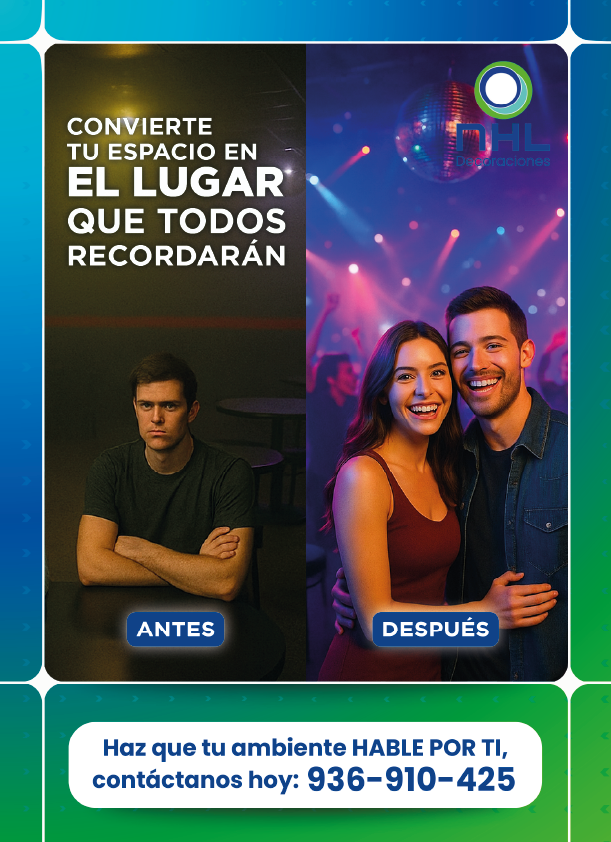 CONVIERTE
TU ESPACIO EN
EL LUGAR
QUE TODOS
RECORDARÁN
NHL
Decoraciones
ANTES
DESPUÉS
Haz que tu ambiente HABLE POR TI,
contáctanos hoy: 936-910-425